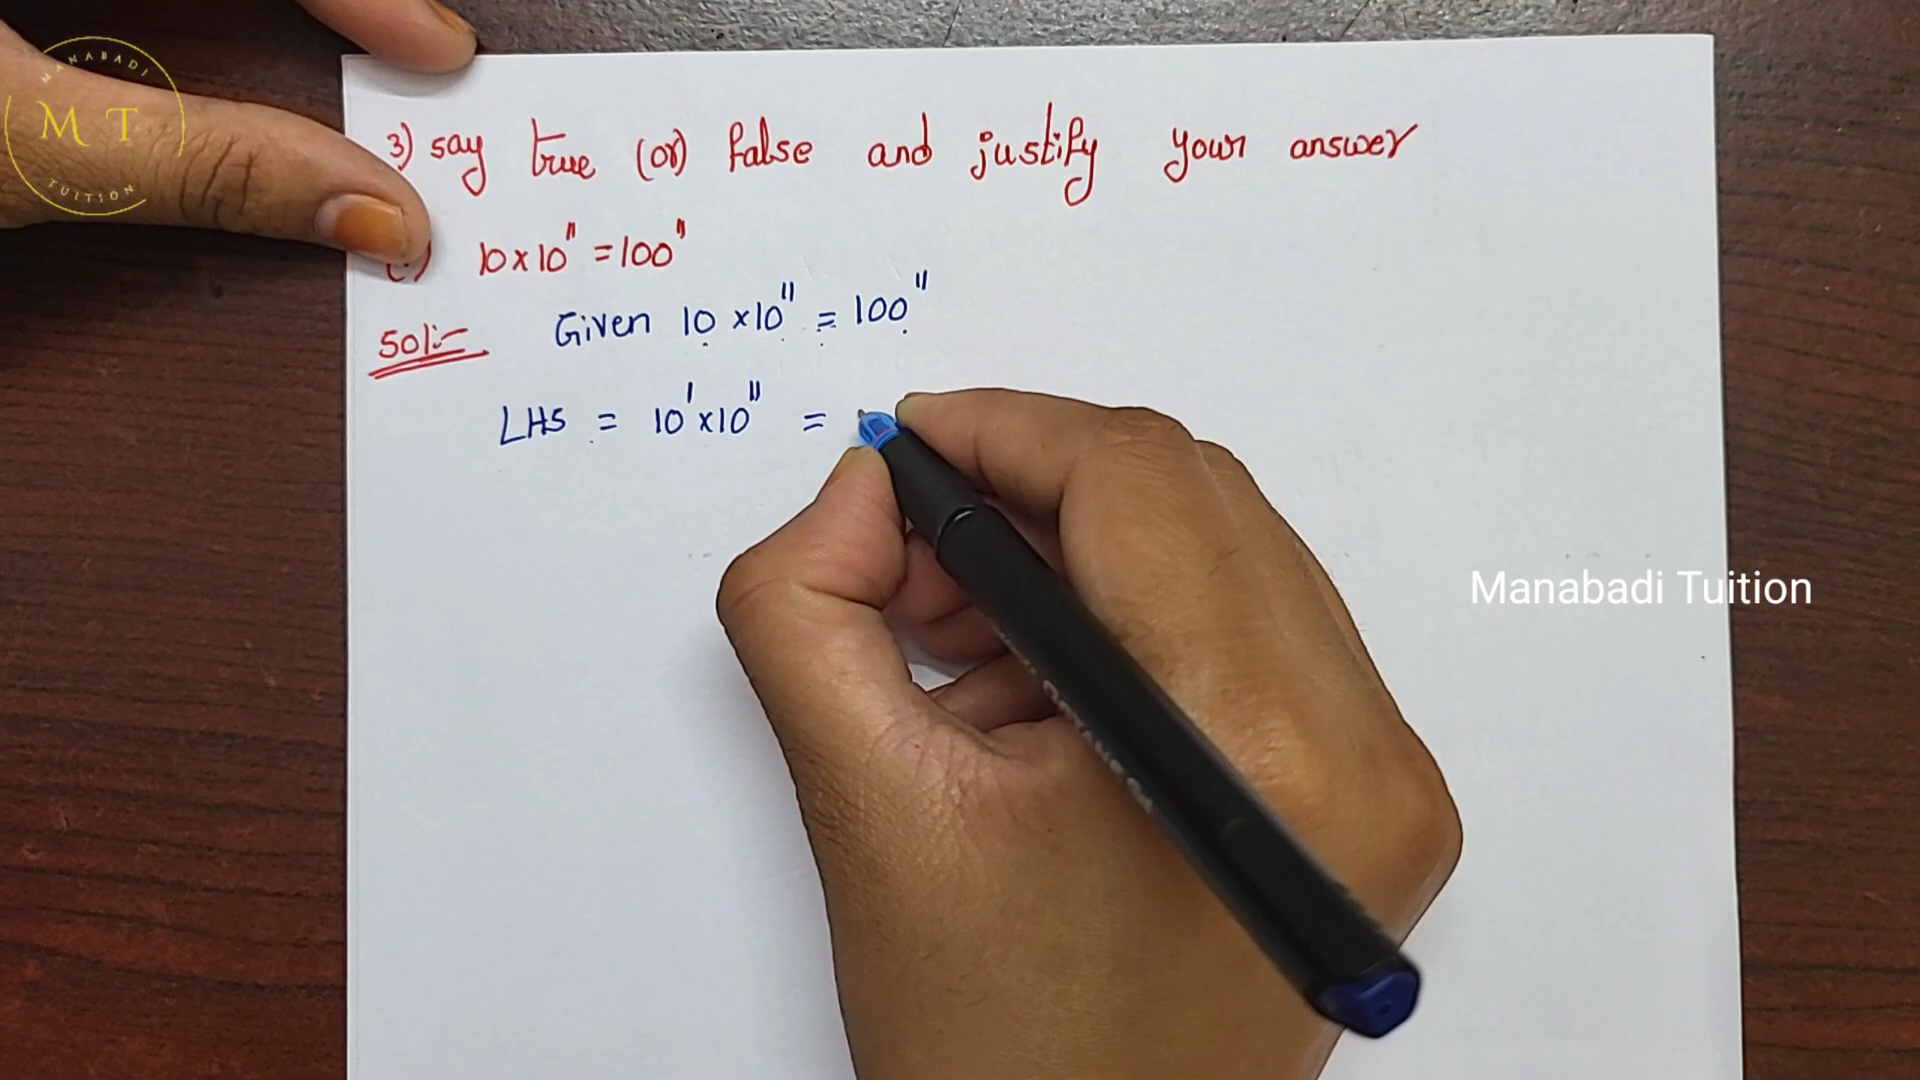 MANABADI
M T
TUITION
3) say true (or) false and justify your answer
(i) 10×10¹¹ = 100¹¹
Sol:- Given 10 ×10¹¹ = 100¹¹
LHS = 10¹×10¹¹ =
Manabadi Tuition